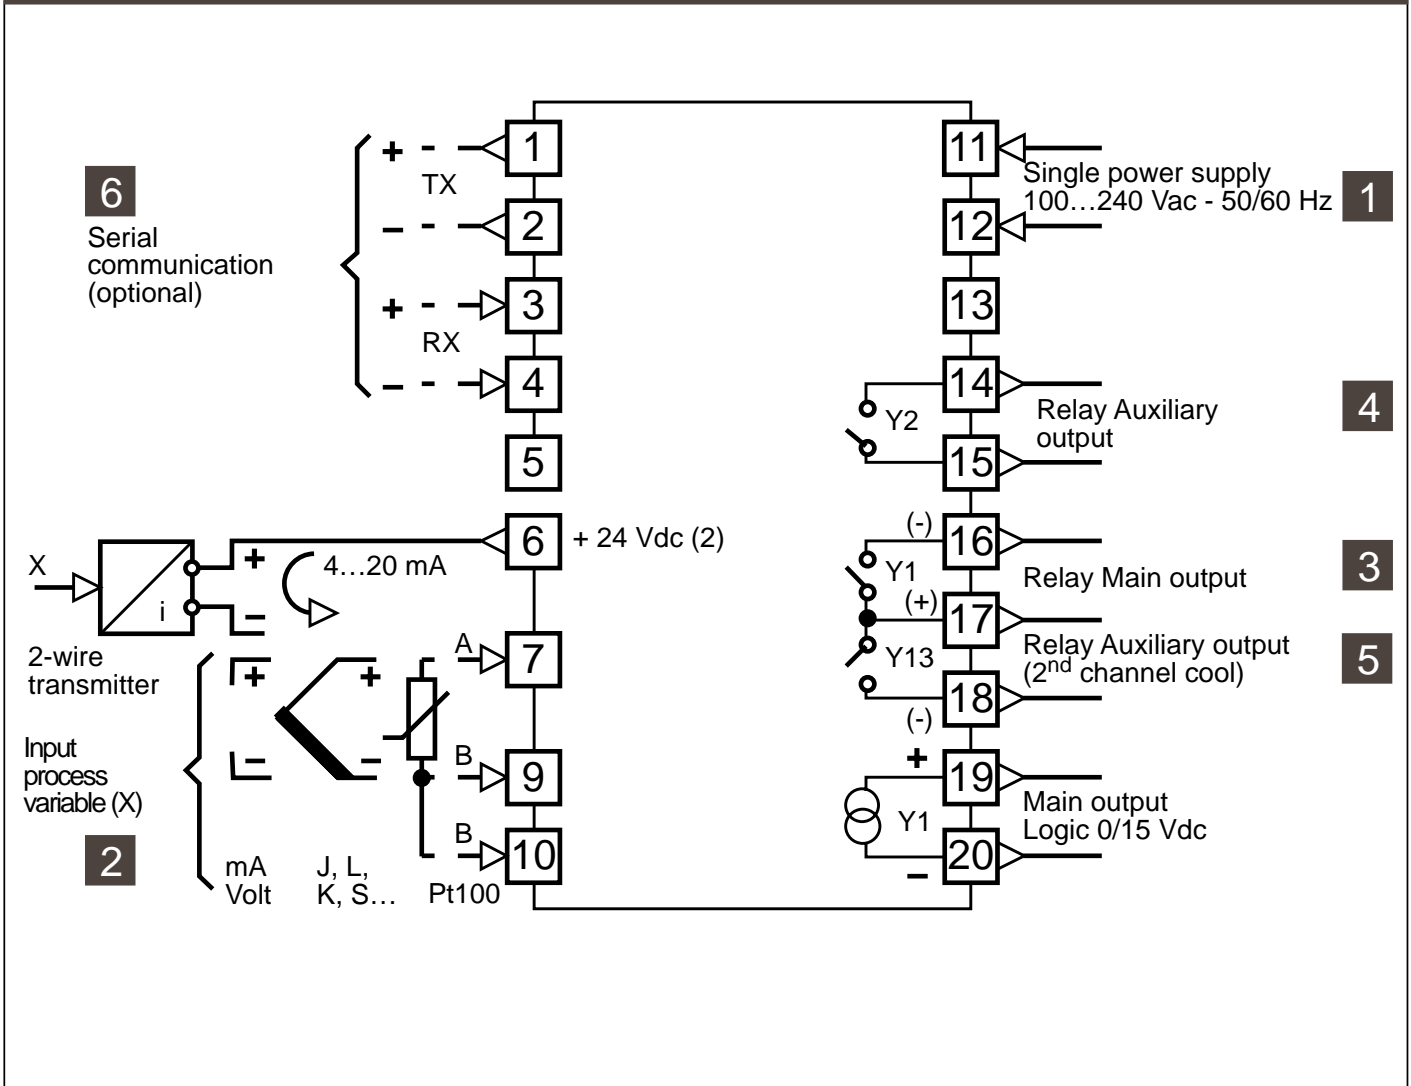 6
Serial
communication
(optional)
+
TX
−
+
RX
−
1
2
3
4
5
6
+ 24 Vdc (2)
X
i
+
−
4...20 mA
2-wire
transmitter
Input
process
variable (X)
2
+
−
mA
Volt
+
−
J, L,
K, S...
Pt100
A
B
B
7
9
10
11
12
13
14
15
16
17
18
19
20
Single power supply
100...240 Vac - 50/60 Hz
1
Y2
Relay Auxiliary
output
4
(-)
Y1
(+)
Relay Main output
3
Y13
(-)
Relay Auxiliary output
(2nd channel cool)
5
+
Y1
−
Main output
Logic 0/15 Vdc